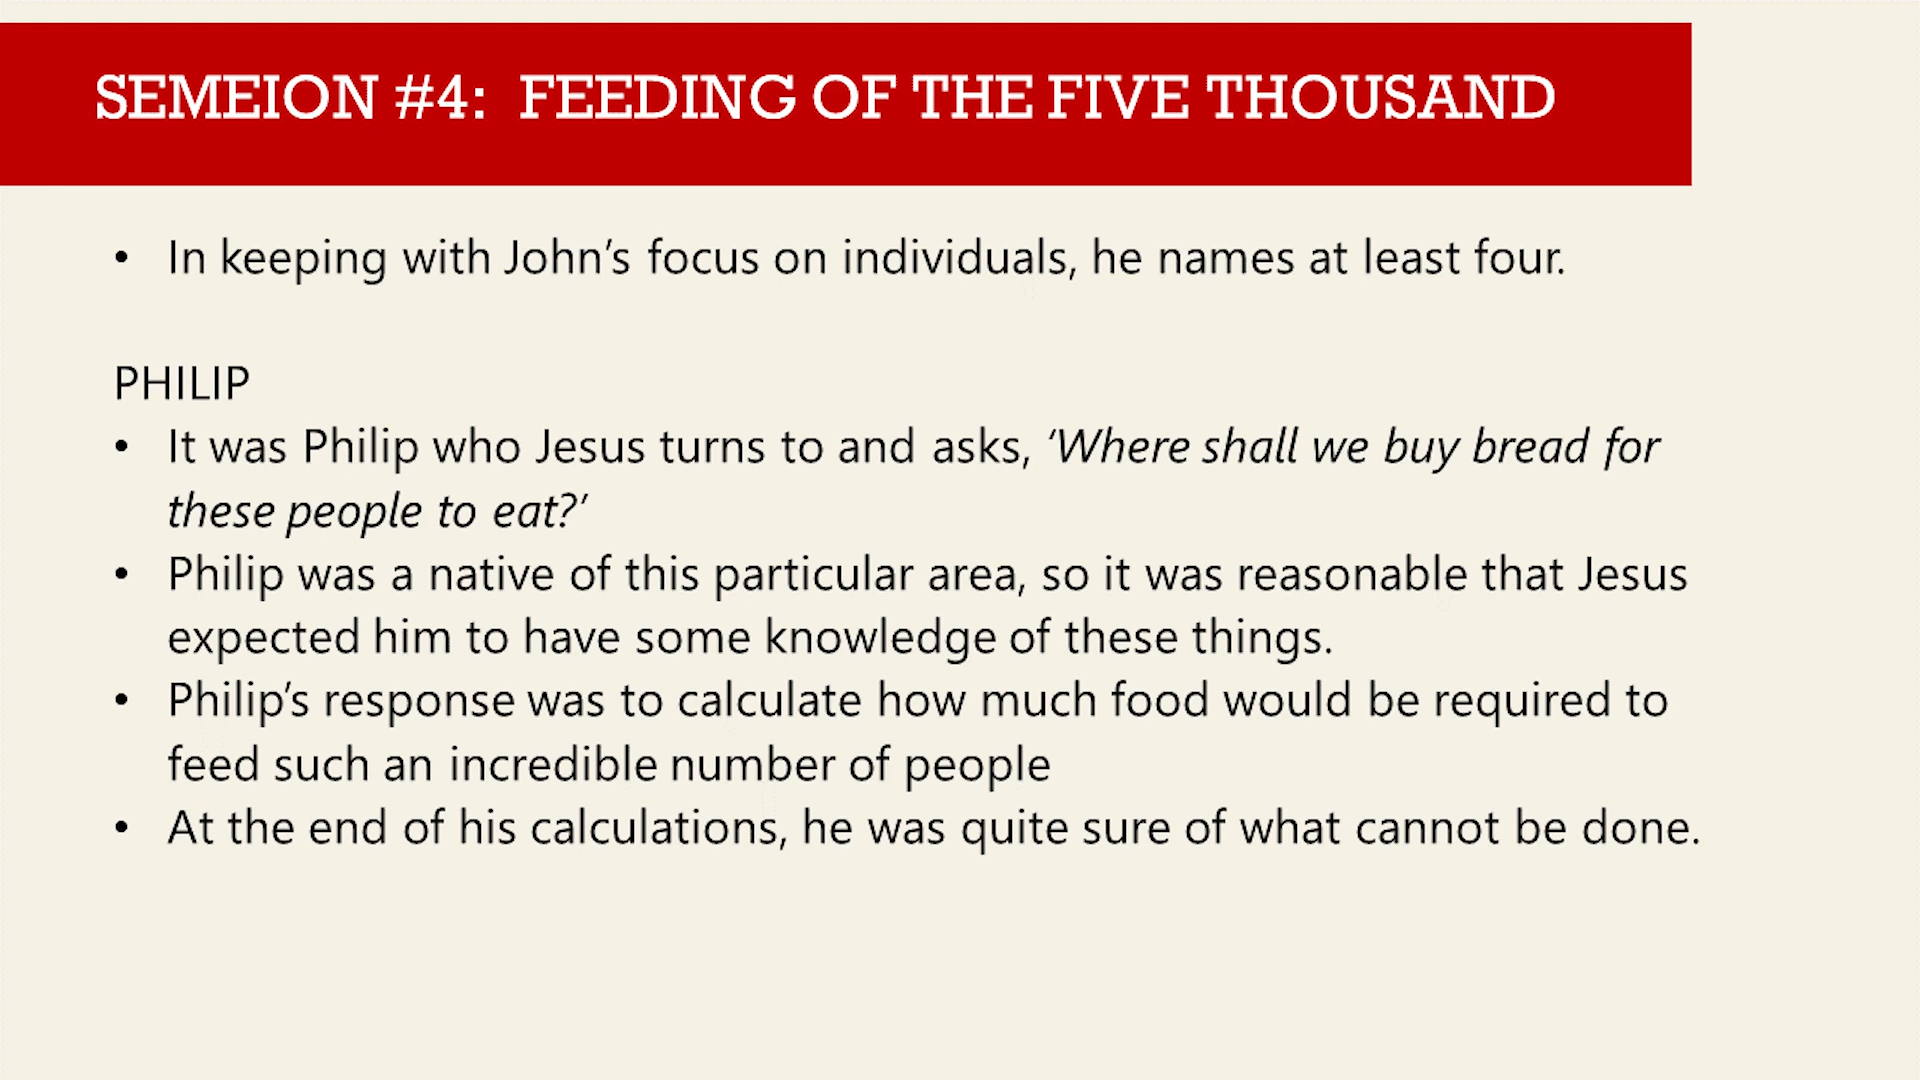 SEMEION #4: FEEDING OF THE FIVE THOUSAND
• In keeping with John’s focus on individuals, he names at least four.
PHILIP
• It was Philip who Jesus turns to and asks, ‘Where shall we buy bread for
these people to eat?’
• Philip was a native of this particular area, so it was reasonable that Jesus
expected him to have some knowledge of these things.
• Philip’s response was to calculate how much food would be required to
feed such an incredible number of people
• At the end of his calculations, he was quite sure of what cannot be done.